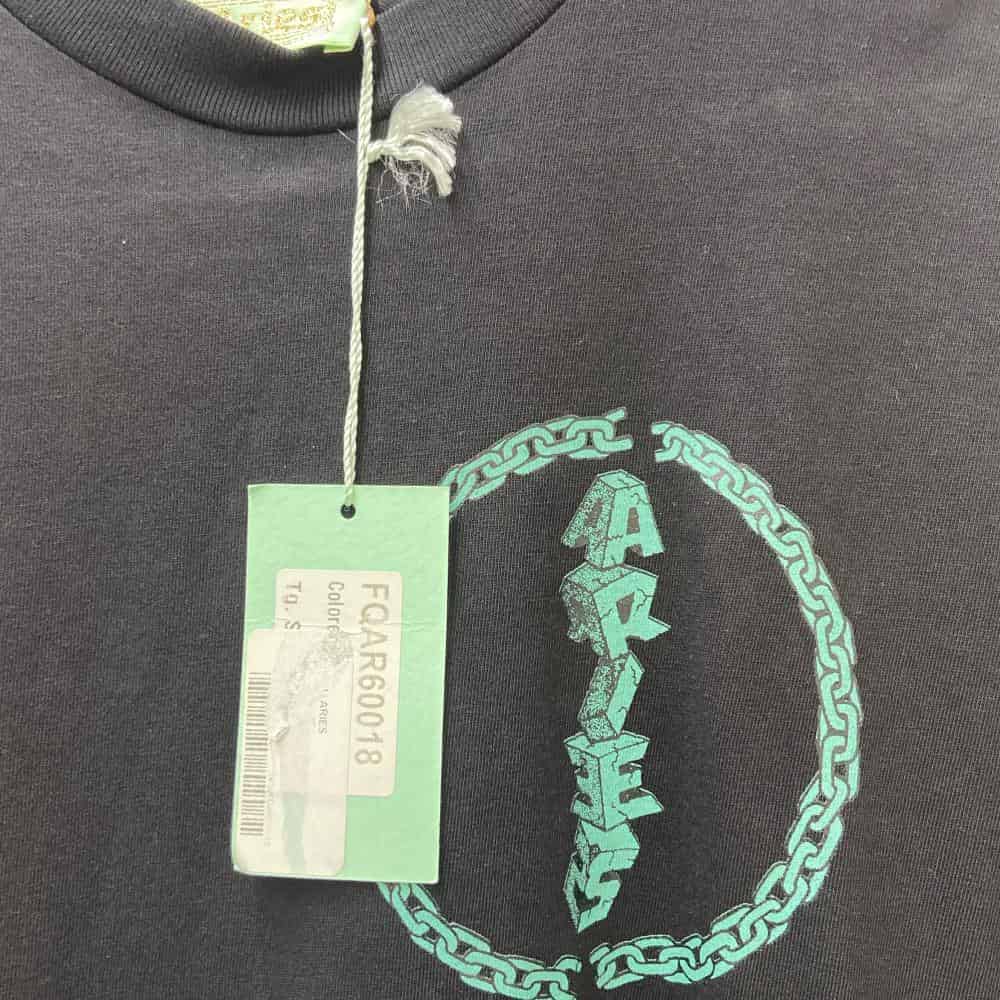 FQAR60018
Colore
Tg. S
ARIES
ARIES